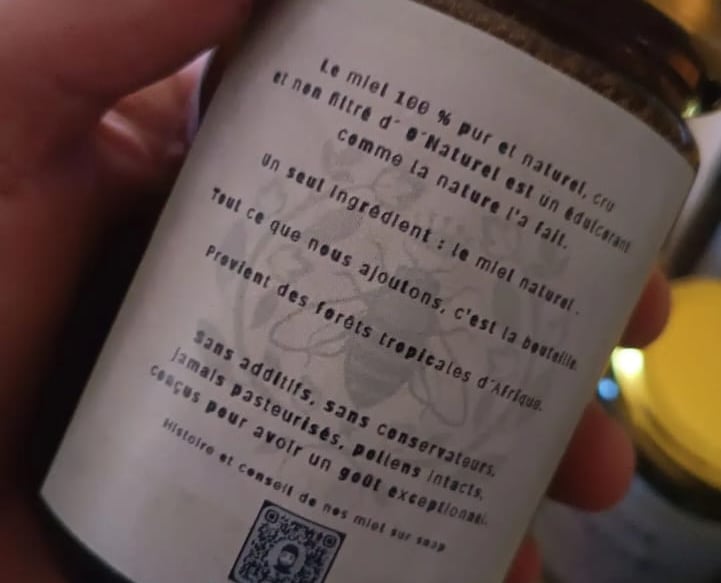 Le miel 100 % pur et naturel, cru
et non filtré d' O'Naturel est un édulcorant
comme la nature l'a fait.
Un seul ingrédient : le miel naturel.
Tout ce que nous ajoutons, c'est la bouteille.
Provient des forêts tropicales d'Afrique.
Sans additifs, sans conservateurs,
jamais pasteurisés, pollens intacts,
conçus pour avoir un goût exceptionnel.
Histoire et conseil de nos miel sur snap